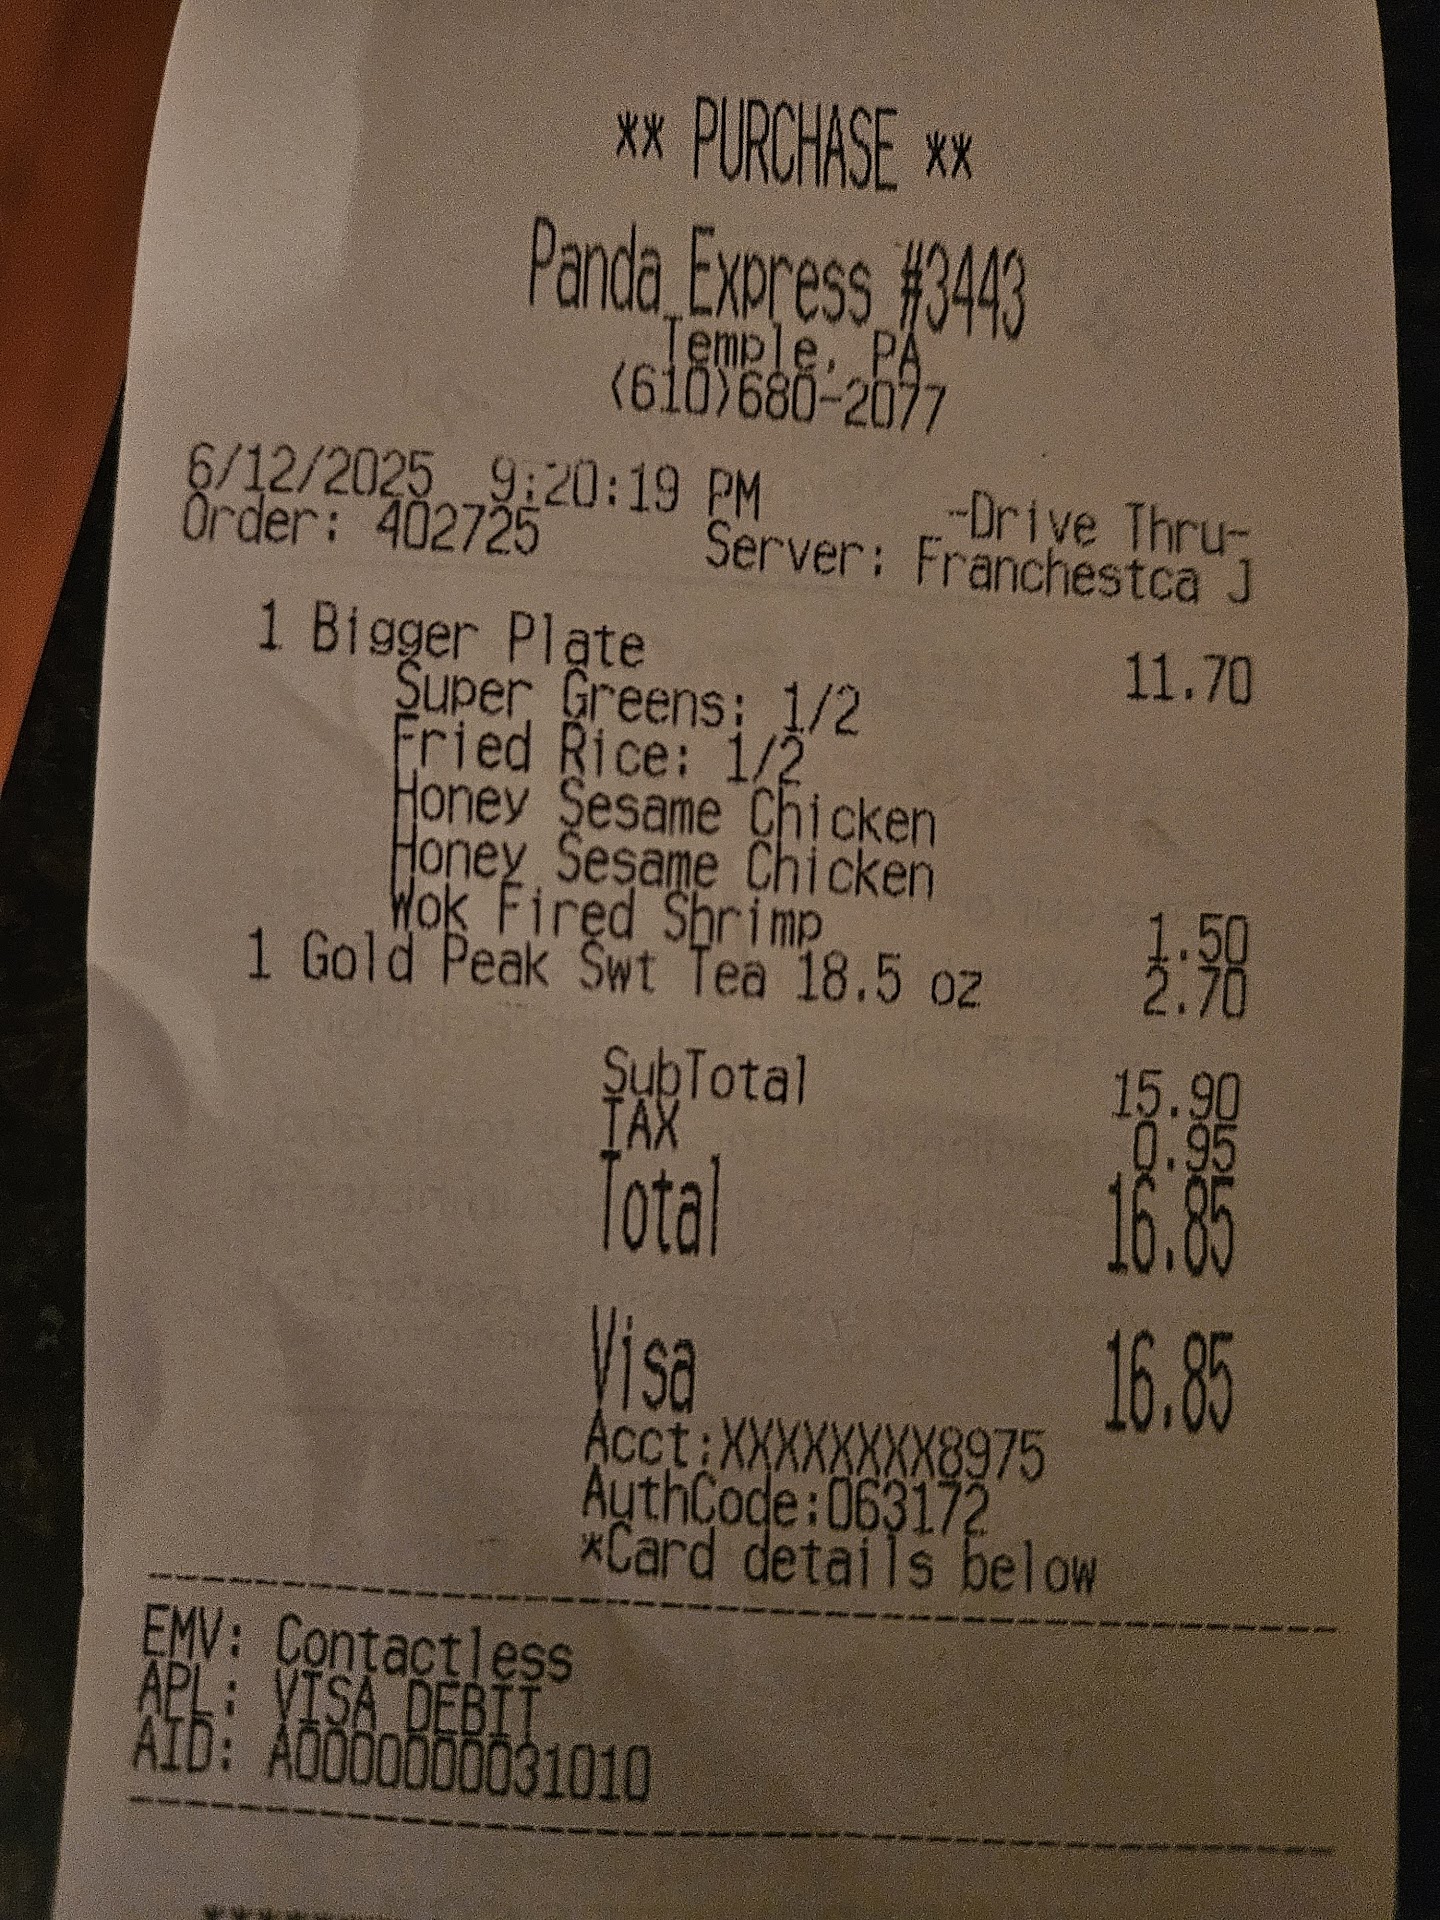 ** PURCHASE **
Panda Express #3443
Temple, PA
(610)680-2077
6/12/2025 9:20:19 PM -Drive Thru-
Order: 402725 Server: Franchestca J
1 Bigger Plate 11.70
Super Greens: 1/2
Fried Rice: 1/2
Honey Sesame Chicken
Honey Sesame Chicken
Wok Fired Shrimp 1.50
1 Gold Peak Swt Tea 18.5 oz 2.70
SubTotal 15.90
TAX 0.95
Total 16.85
Visa 16.85
Acct:XXXXXXXX8975
AuthCode:063172
*Card details below
EMV: Contactless
APL: VISA DEBIT
AID: A0000000031010